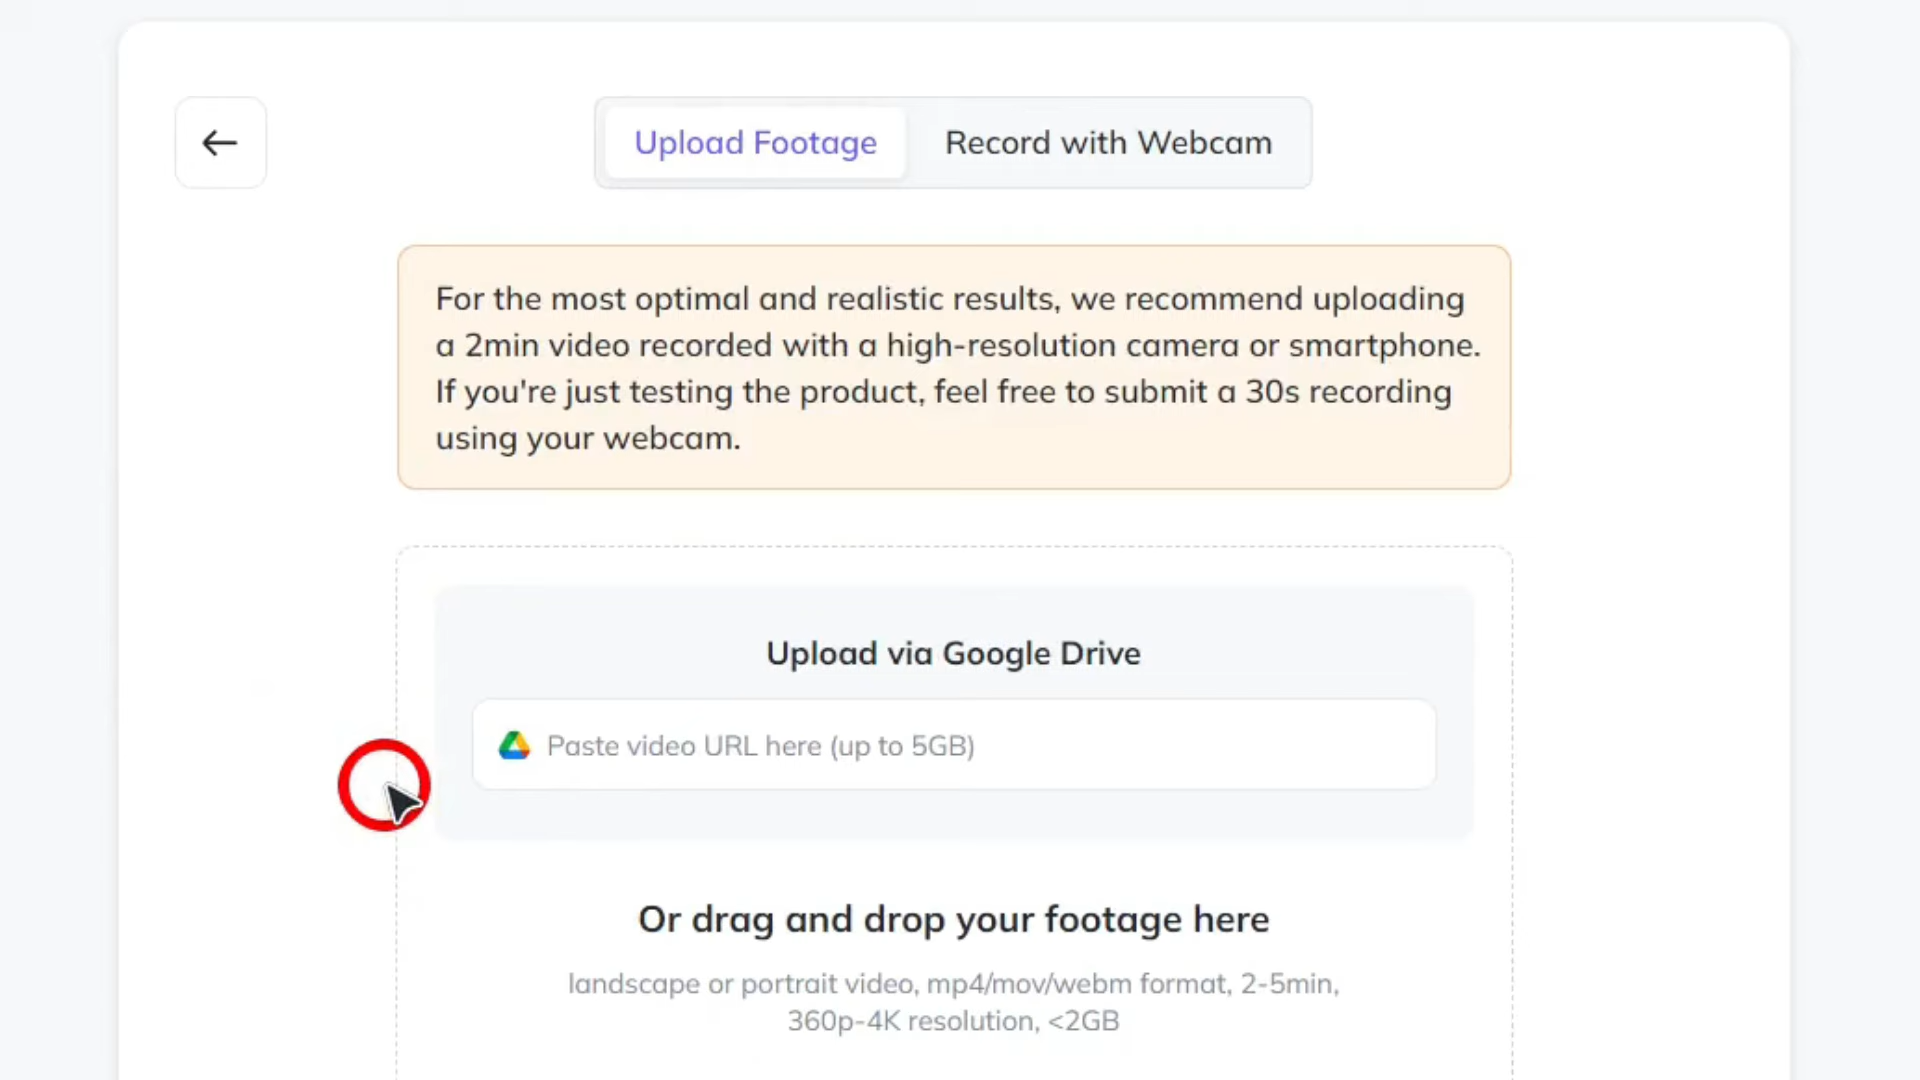 Upload Footage
Record with Webcam
For the most optimal and realistic results, we recommend uploading
a 2min video recorded with a high-resolution camera or smartphone.
If you're just testing the product, feel free to submit a 30s recording
using your webcam.
Upload via Google Drive
Paste video URL here (up to 5GB)
Or drag and drop your footage here
landscape or portrait video, mp4/mov/webm format, 2-5min,
360p-4K resolution, <2GB